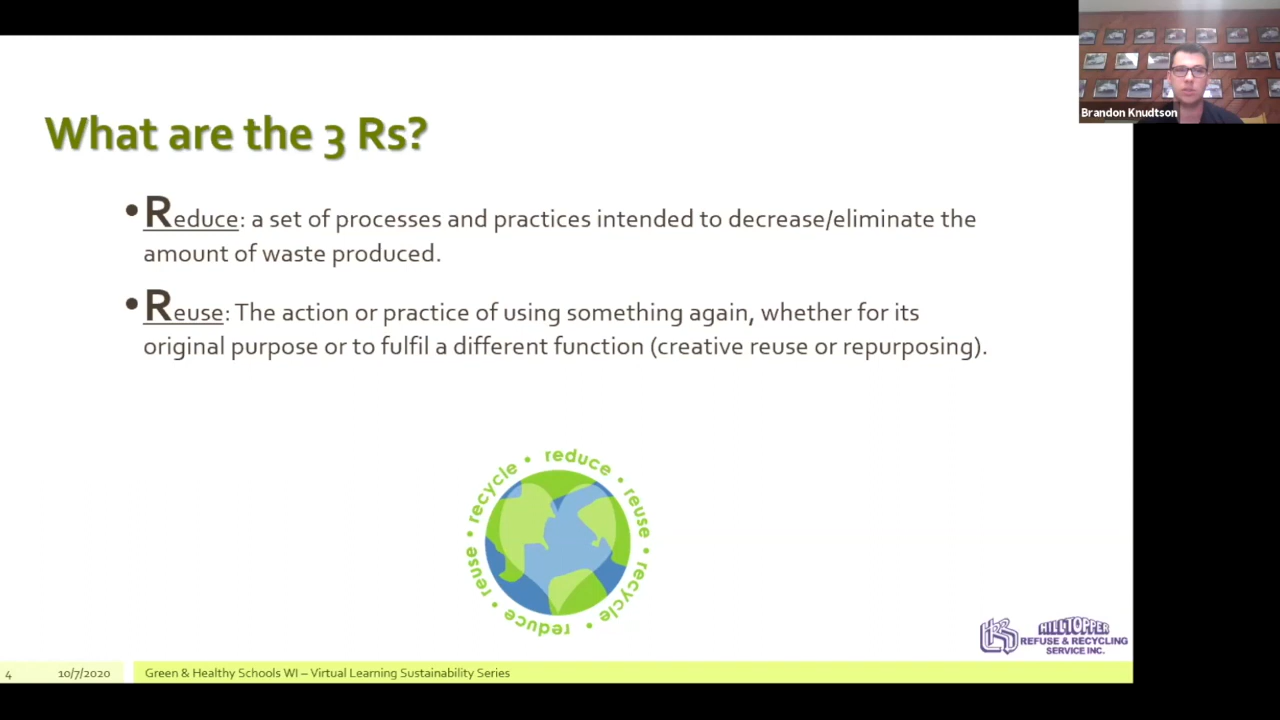 Brandon Knudtson
What are the 3 Rs?
•Reduce: a set of processes and practices intended to decrease/eliminate the
amount of waste produced.
•Reuse: The action or practice of using something again, whether for its
original purpose or to fulfil a different function (creative reuse or repurposing).
• reduce • reuse • recycle • reduce • reuse • recycle
HILLTOPPER
REFUSE & RECYCLING
SERVICE INC.
4 10/7/2020 Green & Healthy Schools WI – Virtual Learning Sustainability Series